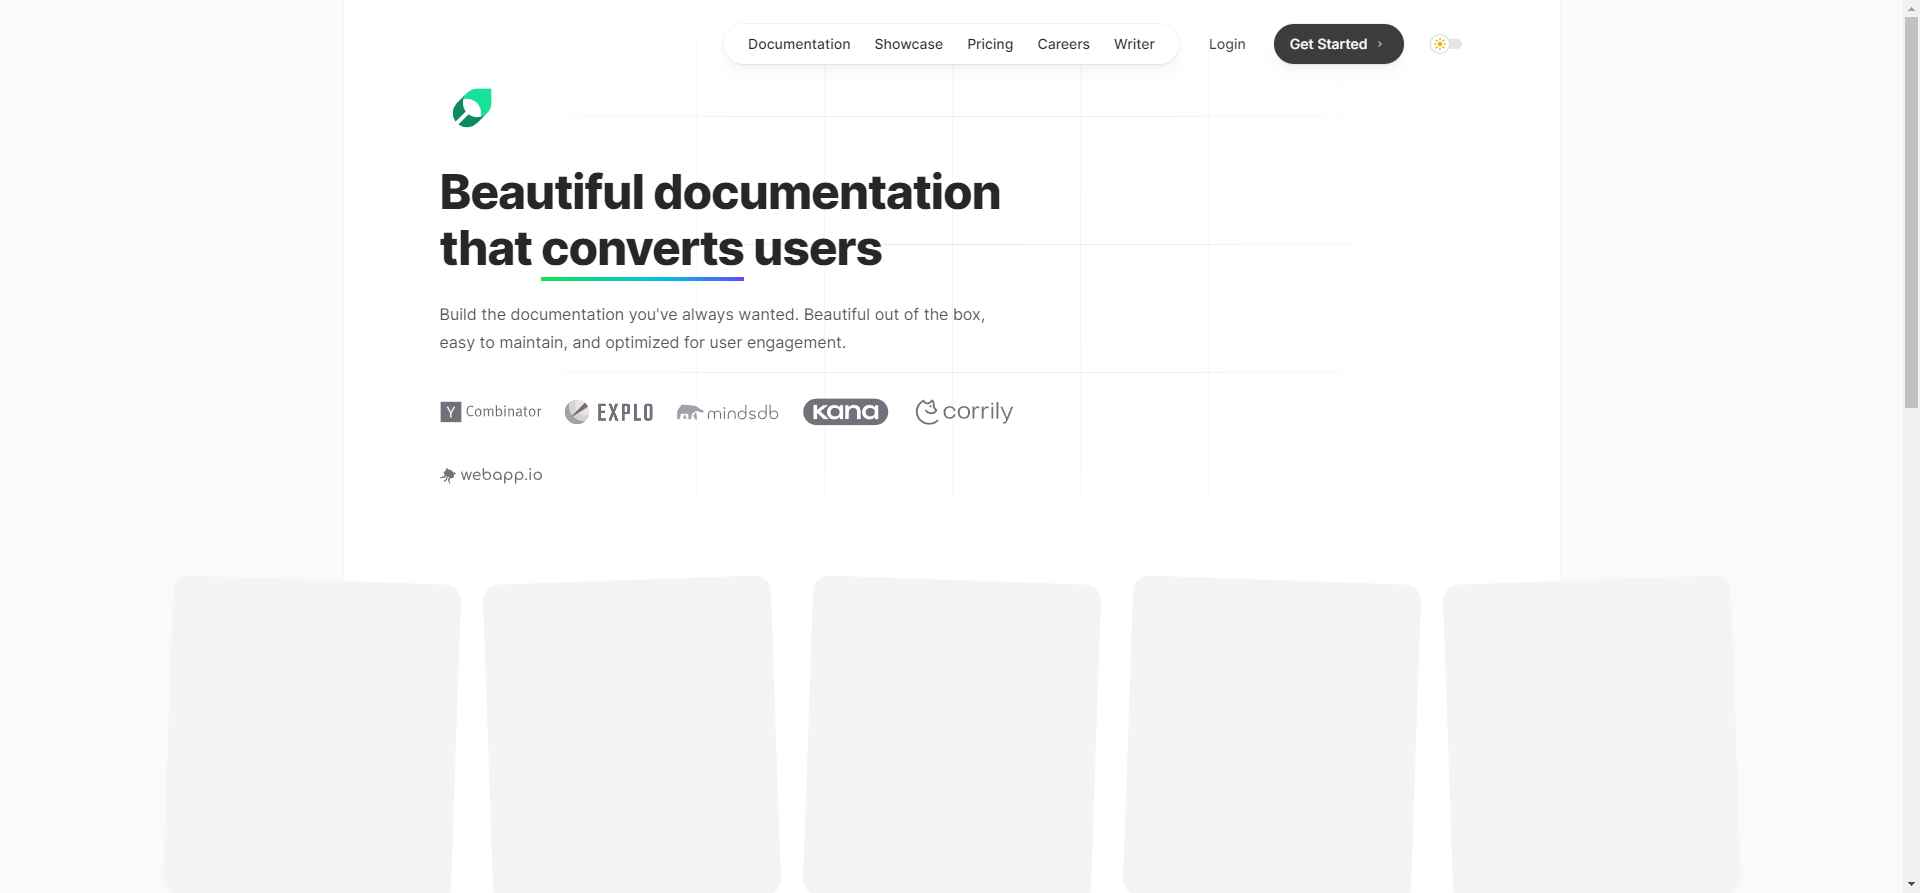 Documentation Showcase Pricing Careers Writer Login Get Started
Beautiful documentation
that converts users
Build the documentation you've always wanted. Beautiful out of the box,
easy to maintain, and optimized for user engagement.
Y Combinator EXPLO mindsdb kana corrily
webapp.io